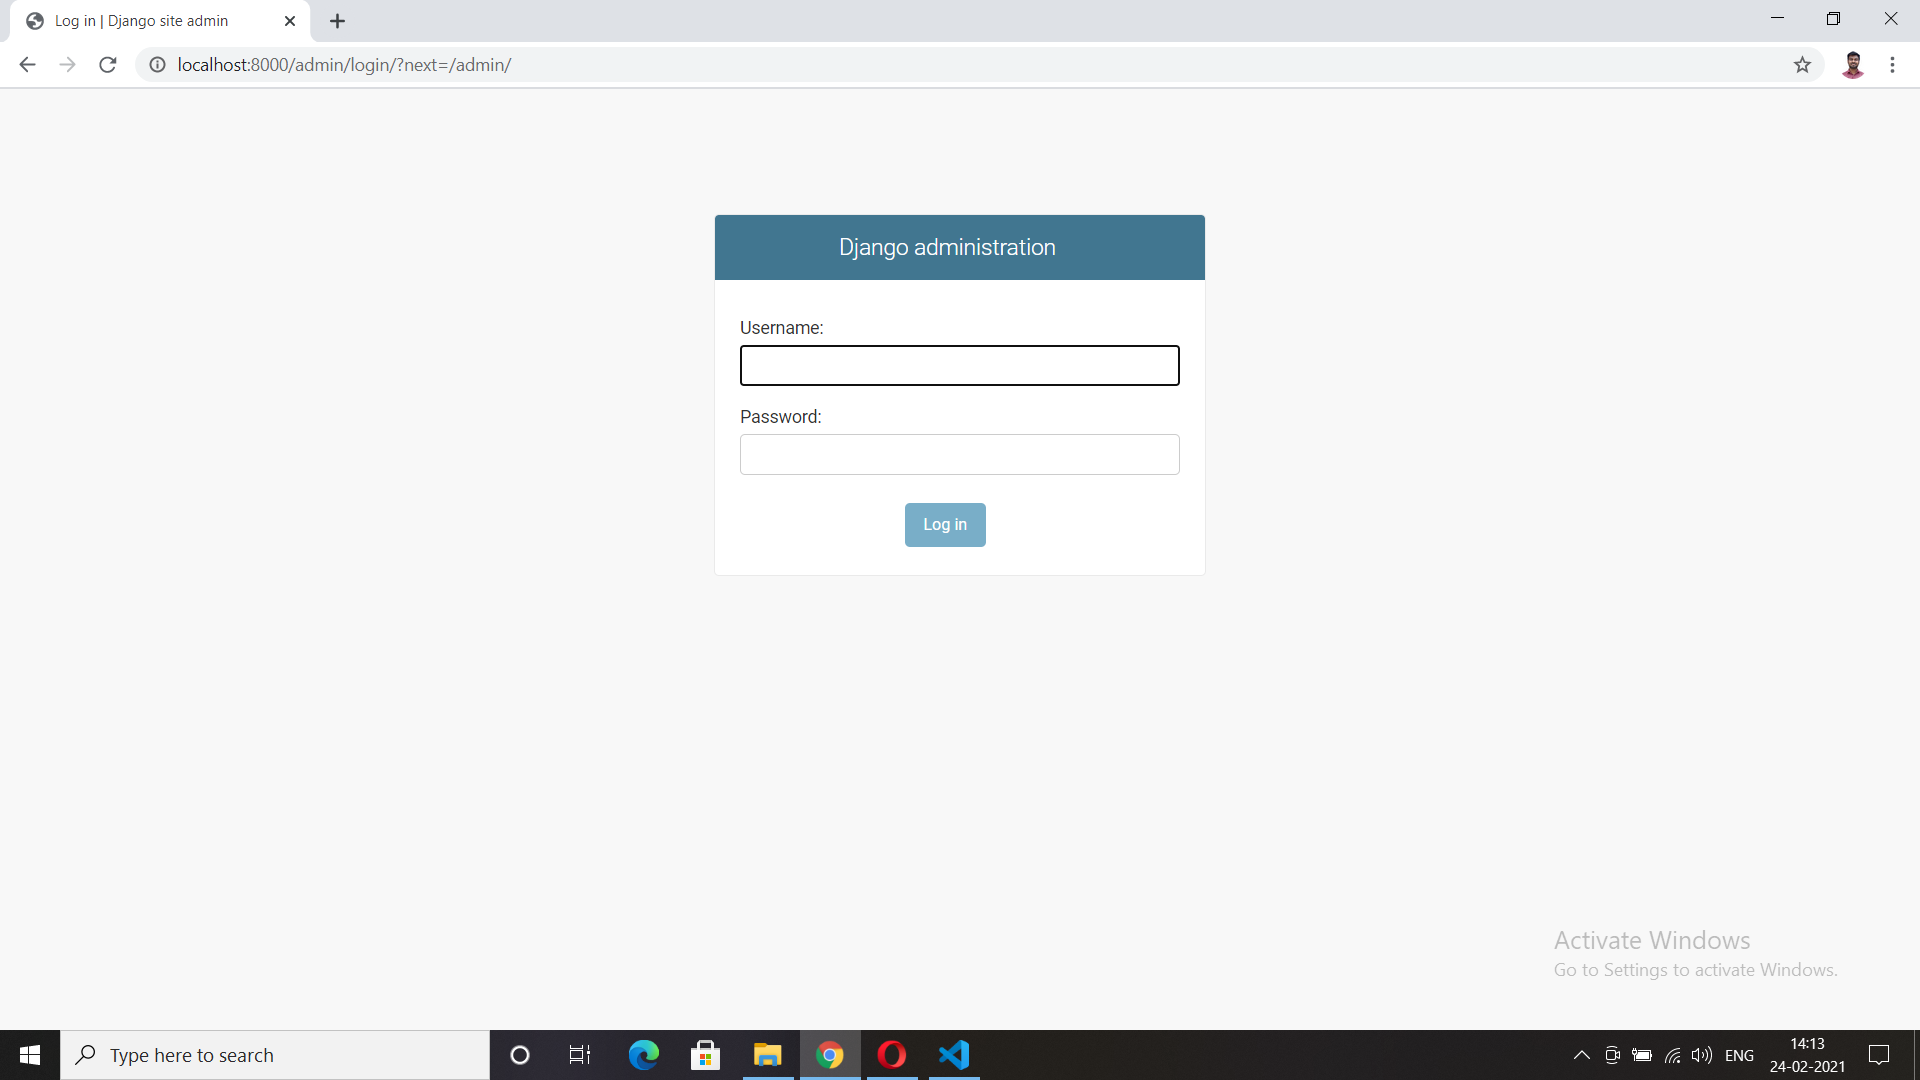 Log in | Django site admin
localhost:8000/admin/login/?next=/admin/
Django administration
Username:
Password:
Log in
Activate Windows
Go to Settings to activate Windows.
Type here to search
ENG
14:13
24-02-2021